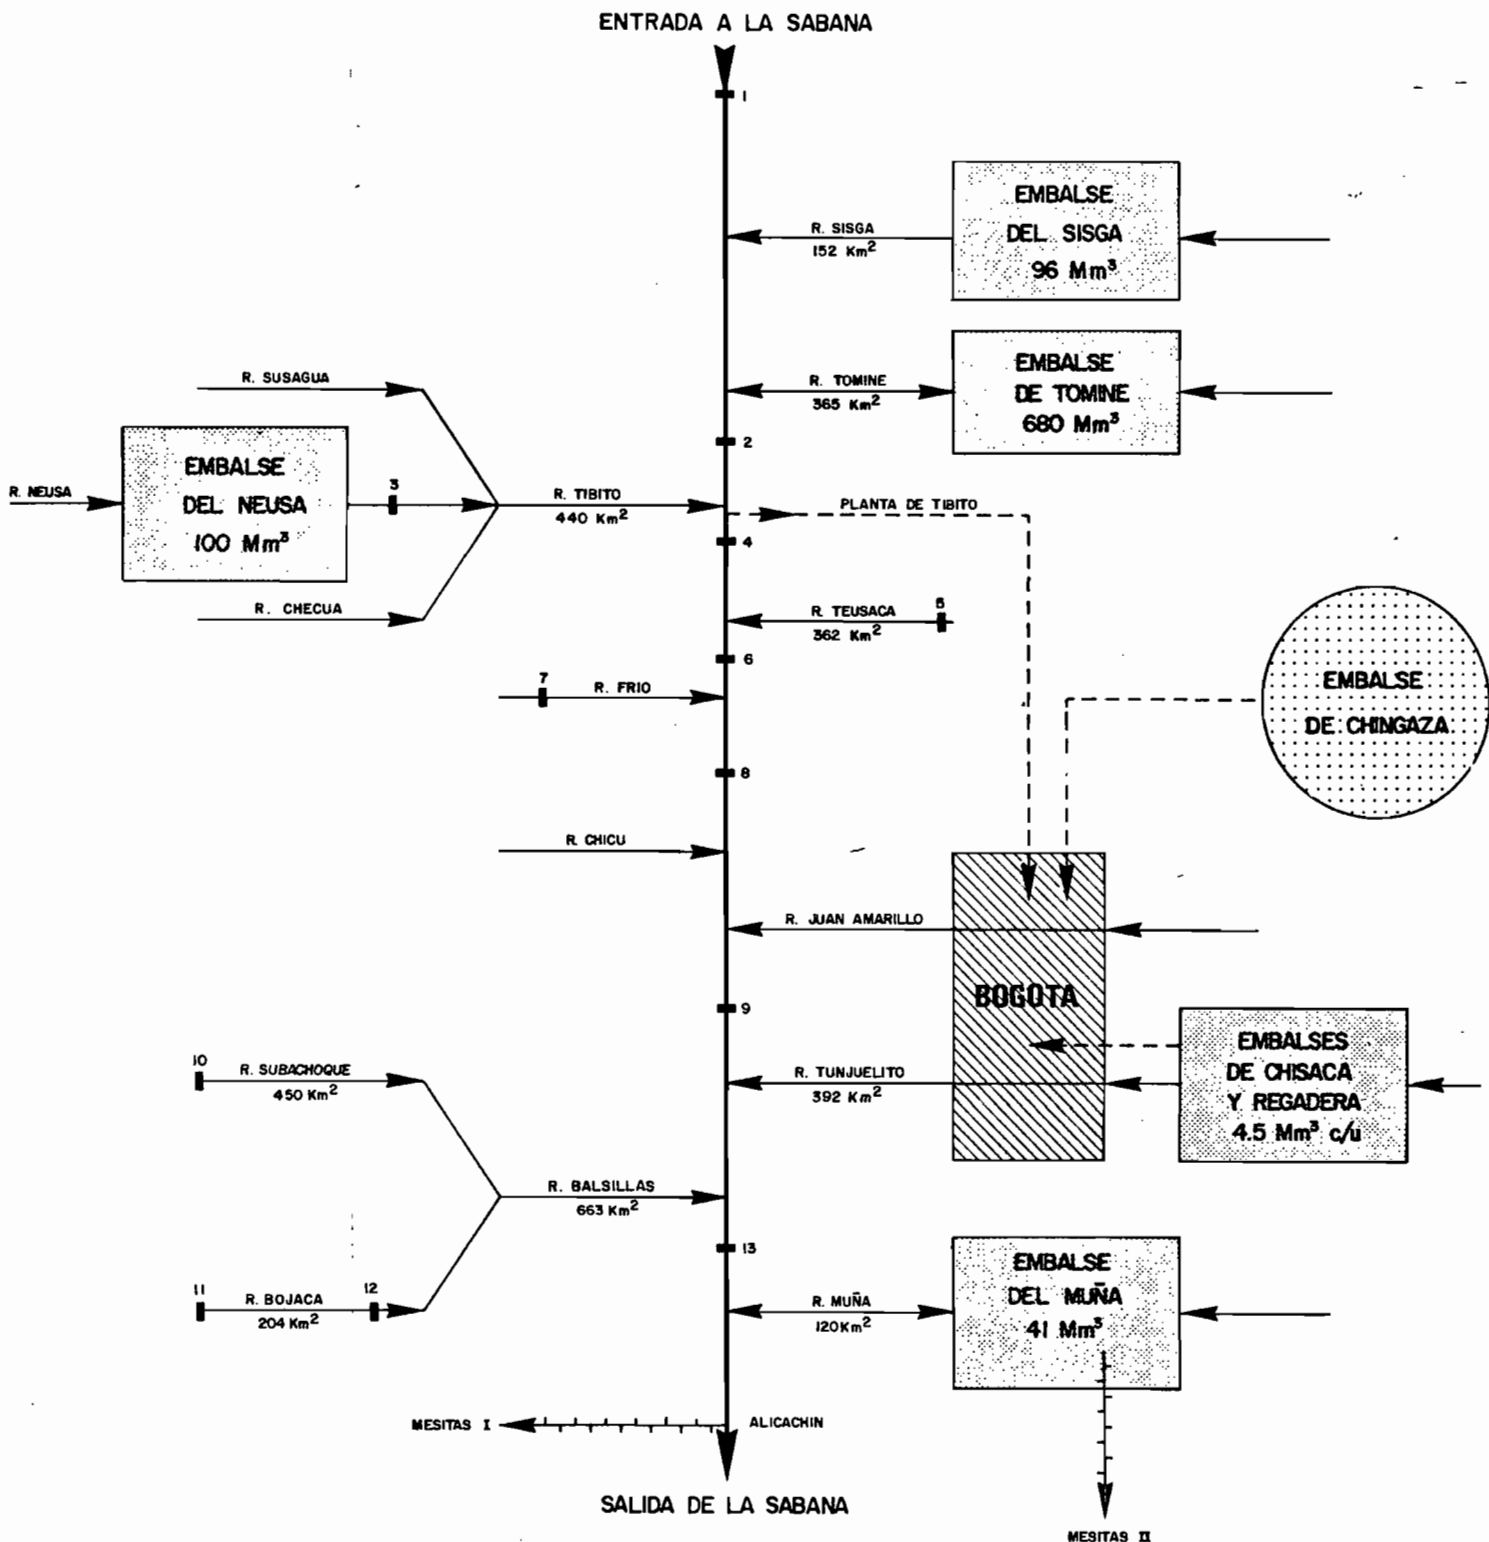 ENTRADA A LA SABANA
1
EMBALSE
DEL SISGA
96 Mm³
R. SISGA
152 Km²
EMBALSE
DE TOMINE
680 Mm³
R. TOMINE
365 Km²
R. SUSAGUA
2
EMBALSE
DEL NEUSA
100 Mm³
R. NEUSA
3
R. TIBITO
440 Km²
PLANTA DE TIBITO
4
R. CHECUA
R. TEUSACA
362 Km²
5
6
7
R. FRIO
EMBALSE
DE CHINGAZA
8
R. CHICU
R. JUAN AMARILLO
BOGOTA
9
EMBALSES
DE CHISACA
Y REGADERA
4.5 Mm³ c/u
10
R. SUBACHOQUE
450 Km²
R. TUNJUELITO
392 Km²
R. BALSILLAS
663 Km²
13
EMBALSE
DEL MUÑA
41 Mm³
11
R. BOJACA
204 Km²
12
R. MUÑA
120Km²
MESITAS I
ALICACHIN
SALIDA DE LA SABANA
MESITAS II